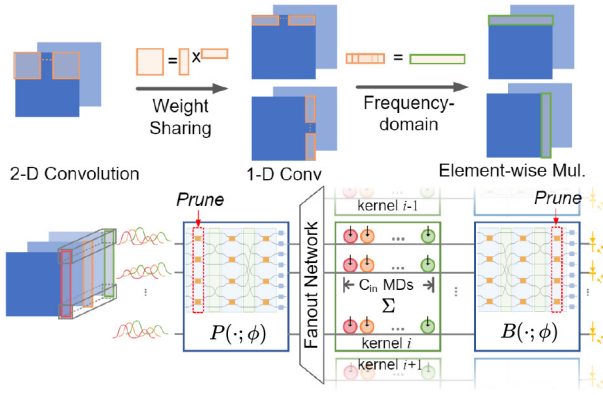 =
x
=
Weight
Sharing
Frequency-
domain
2-D Convolution
1-D Conv
Element-wise Mul.
Prune
Prune
kernel i-1
Fanout Network
...
...
C_in MDs
Σ
P(·;ϕ)
B(·;ϕ)
...
kernel i
kernel i+1